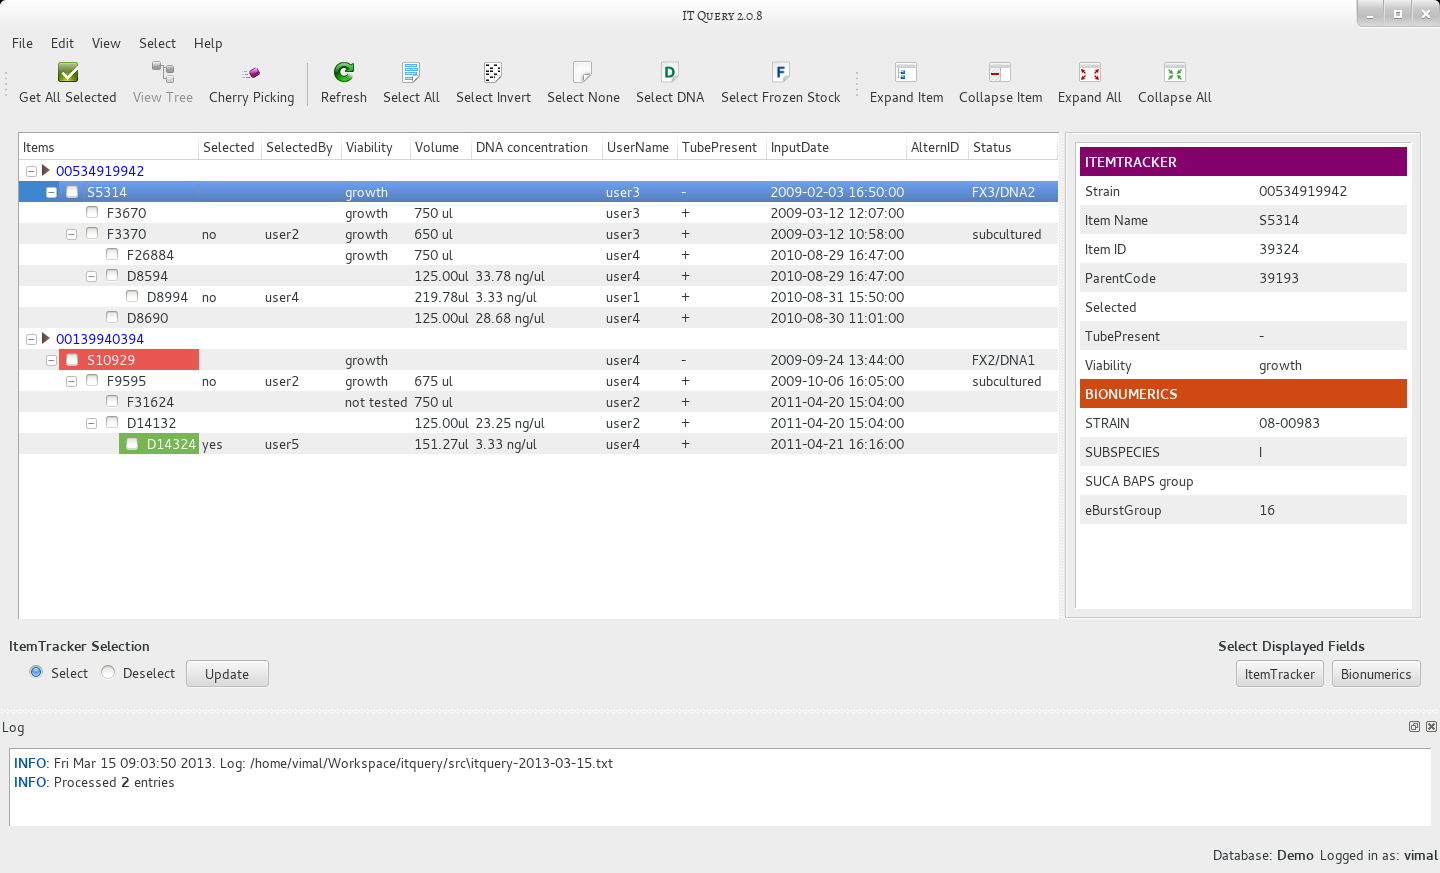 IT Query 2.0.8
File Edit View Select Help
Get All Selected View Tree Cherry Picking Refresh Select All Select Invert Select None Select DNA Select Frozen Stock Expand Item Collapse Item Expand All Collapse All
Items Selected SelectedBy Viability Volume DNA concentration UserName TubePresent InputDate AlternID Status
00534919942
S5314 growth user3 - 2009-02-03 16:50:00 FX3/DNA2
F3670 growth 750 ul user3 + 2009-03-12 12:07:00
F3370 no user2 growth 650 ul user3 + 2009-03-12 10:58:00 subcultured
F26884 growth 750 ul user4 + 2010-08-29 16:47:00
D8594 125.00ul 33.78 ng/ul user4 + 2010-08-29 16:47:00
D8994 no user4 219.78ul 3.33 ng/ul user1 + 2010-08-31 15:50:00
D8690 125.00ul 28.68 ng/ul user4 + 2010-08-30 11:01:00
00139940394
S10929 growth user4 - 2009-09-24 13:44:00 FX2/DNA1
F9595 no user2 growth 675 ul user4 + 2009-10-06 16:05:00 subcultured
F31624 not tested 750 ul user2 + 2011-04-20 15:04:00
D14132 125.00ul 23.25 ng/ul user2 + 2011-04-20 15:04:00
D14324 yes user5 151.27ul 3.33 ng/ul user4 + 2011-04-21 16:16:00
ITEMTRACKER
Strain 00534919942
Item Name S5314
Item ID 39324
ParentCode 39193
Selected
TubePresent -
Viability growth
BIONUMERICS
STRAIN 08-00983
SUBSPECIES I
SUCA BAPS group
eBurstGroup 16
ItemTracker Selection
Select Deselect Update
Select Displayed Fields
ItemTracker Bionumerics
Log
INFO: Fri Mar 15 09:03:50 2013. Log: /home/vimal/Workspace/itquery/src\itquery-2013-03-15.txt
INFO: Processed 2 entries
Database: Demo Logged in as: vimal